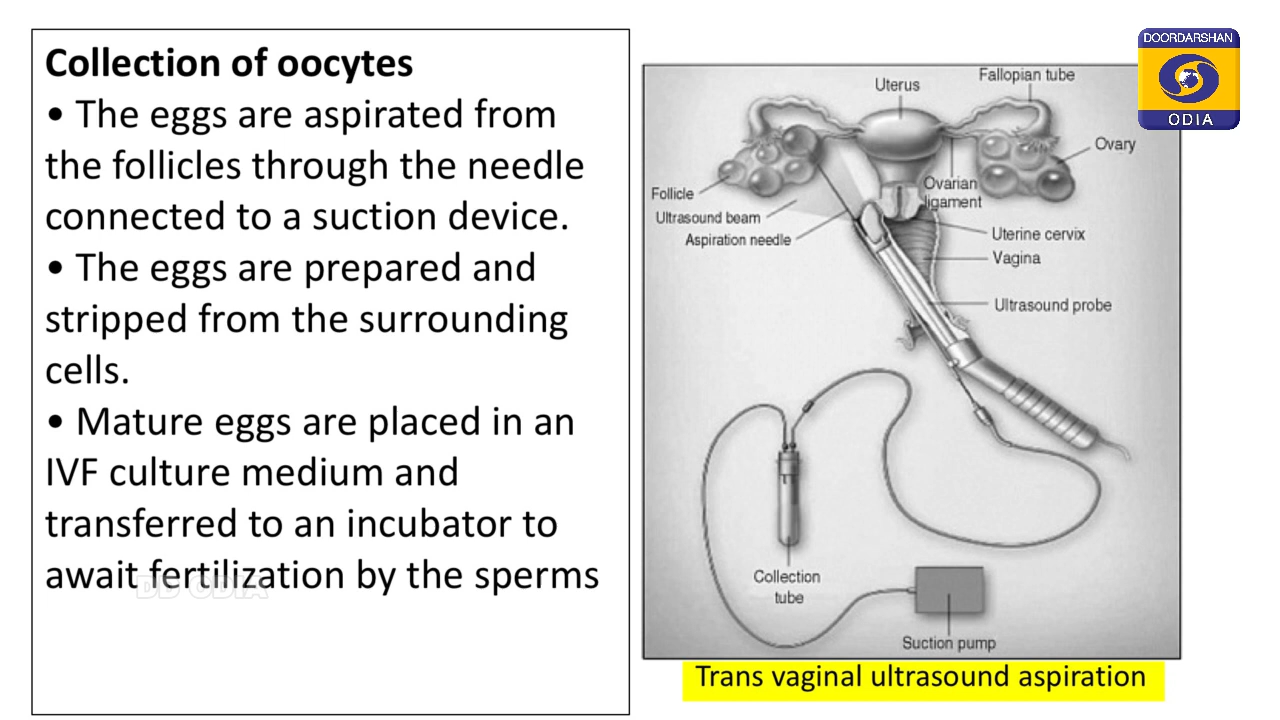 Collection of oocytes
• The eggs are aspirated from
the follicles through the needle
connected to a suction device.
• The eggs are prepared and
stripped from the surrounding
cells.
• Mature eggs are placed in an
IVF culture medium and
transferred to an incubator to
await fertilization by the sperms
DD ODIA
Uterus
Fallopian tube
Ovary
Follicle
Ovarian
ligament
Ultrasound beam
Aspiration needle
Uterine cervix
Vagina
Ultrasound probe
Collection
tube
Suction pump
Trans vaginal ultrasound aspiration
DOORDARSHAN
ODIA